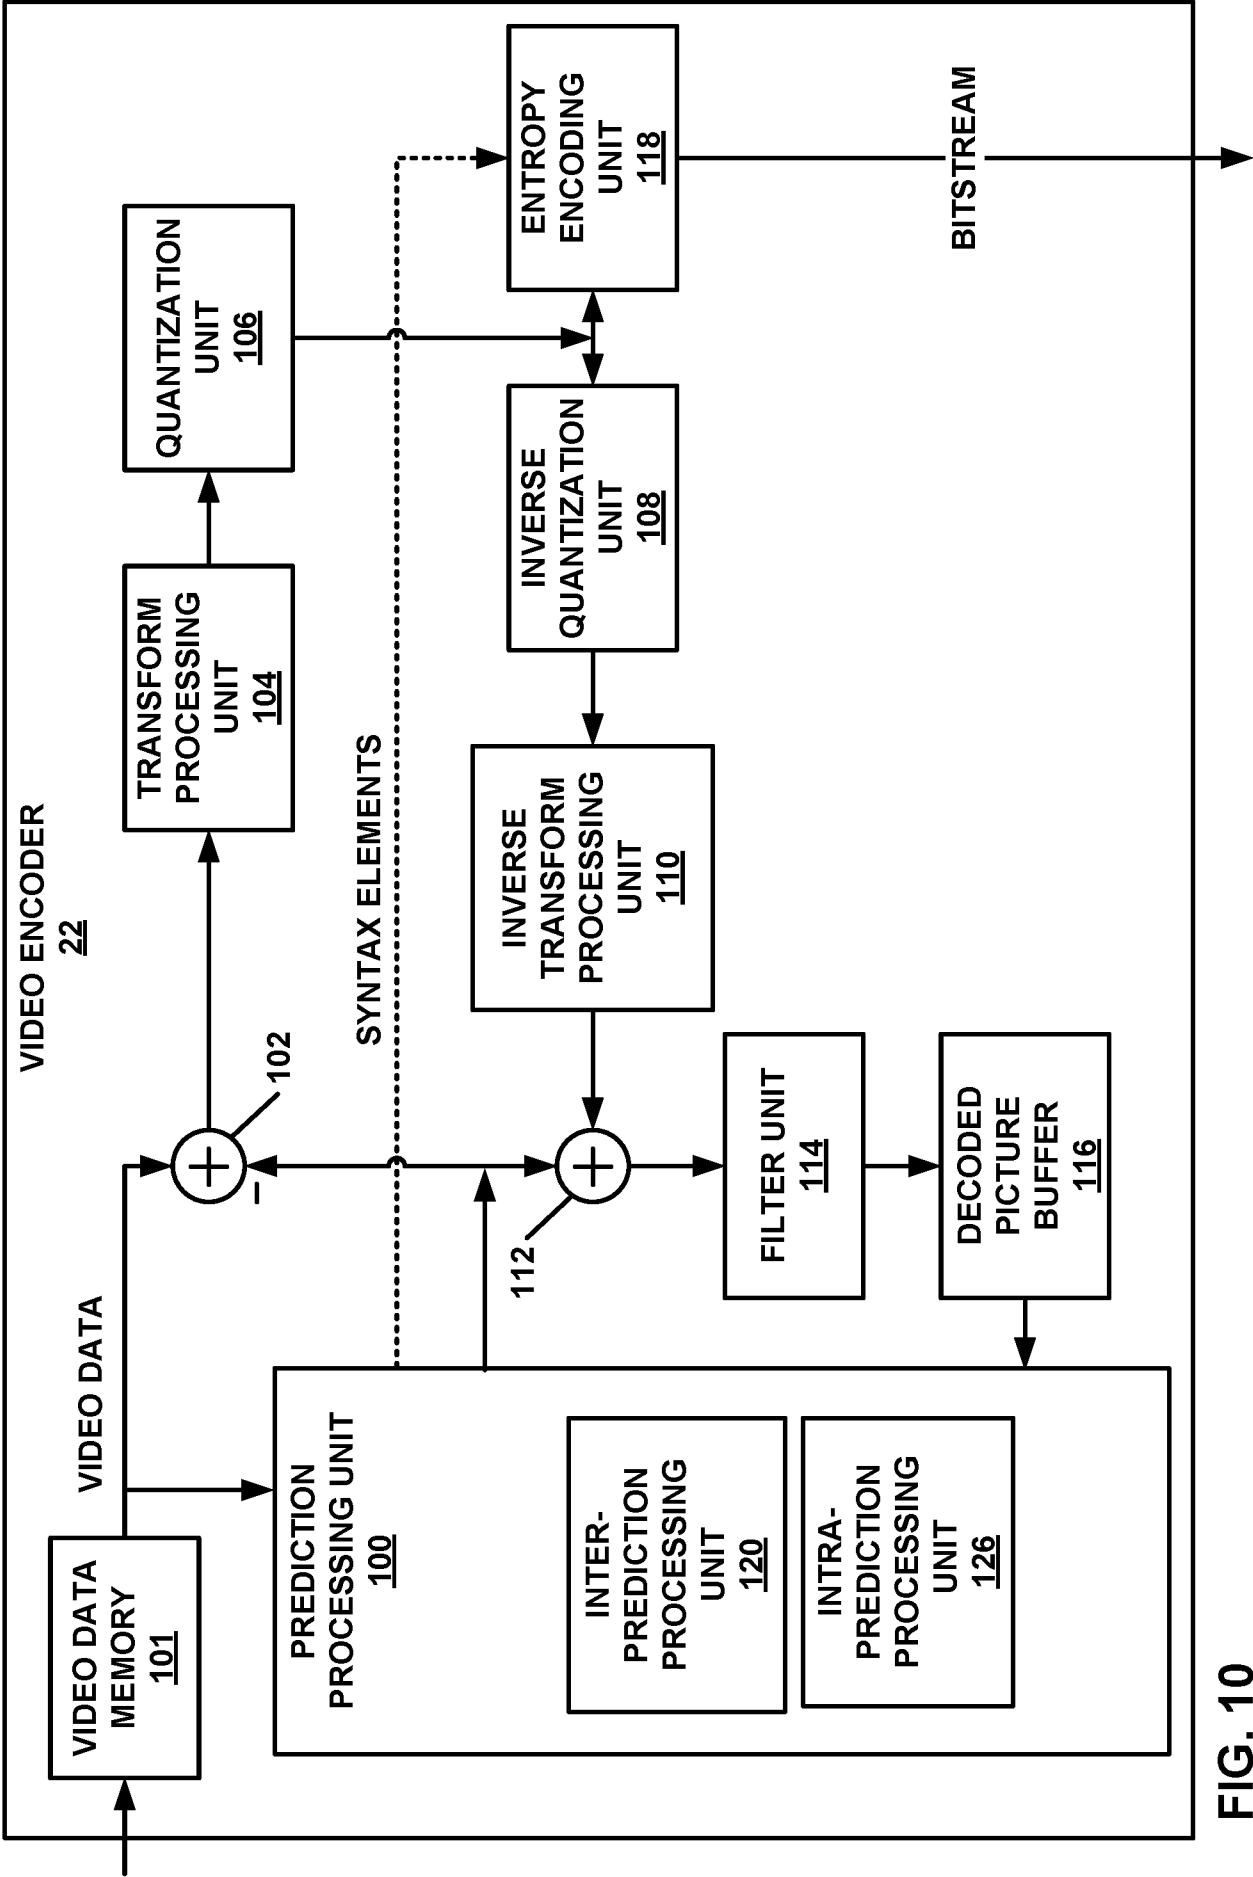 VIDEO ENCODER
22
VIDEO DATA
MEMORY
101
VIDEO DATA
102
TRANSFORM
PROCESSING
UNIT
104
QUANTIZATION
UNIT
106
SYNTAX ELEMENTS
PREDICTION
PROCESSING UNIT
100
INTER-
PREDICTION
PROCESSING
UNIT
120
INTRA-
PREDICTION
PROCESSING
UNIT
126
112
INVERSE
TRANSFORM
PROCESSING
UNIT
110
INVERSE
QUANTIZATION
UNIT
108
ENTROPY
ENCODING
UNIT
118
FILTER UNIT
114
DECODED
PICTURE
BUFFER
116
BITSTREAM
FIG. 10